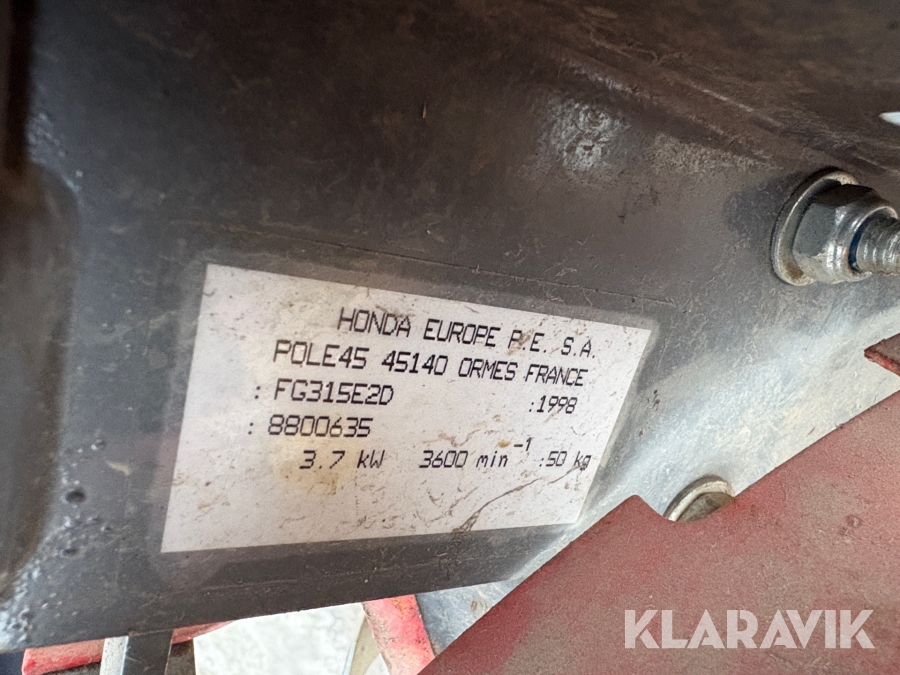 HONDA EUROPE P.E. S.A.
POLE45 45140 ORMES FRANCE
: FG315E2D :1998
: 8800635
3.7 kW 3600 min⁻¹ :50 kg
KLARAVIK